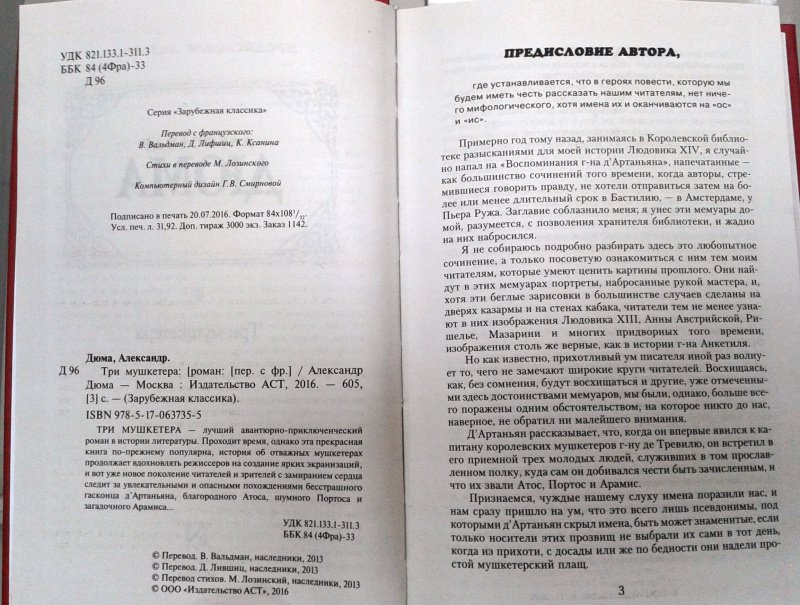 УДК 821.133.1-311.3
ББК 84 (4Фра)-33
Д 96
Серия «Зарубежная классика»
Перевод с французского:
В. Вальдман, Д. Лифшиц, К. Ксанина
Стихи в переводе М. Лозинского
Компьютерный дизайн Г.В. Смирновой
Подписано в печать 20.07.2016. Формат 84x108 1/32.
Усл. печ. л. 31,92. Доп. тираж 3000 экз. Заказ 1142.
Дюма, Александр.
Д 96 Три мушкетера: [роман: [пер. с фр.] / Александр
Дюма — Москва : Издательство АСТ, 2016. — 605,
[3] с. — (Зарубежная классика).
ISBN 978-5-17-063735-5
ТРИ МУШКЕТЕРА — лучший авантюрно-приключенческий
роман в истории литературы. Проходит время, однако эта прекрасная
книга по-прежнему популярна, история об отважных мушкетерах
продолжает вдохновлять режиссеров на создание ярких экранизаций,
и вот уже новое поколение читателей и зрителей с замиранием сердца
следит за увлекательными и опасными похождениями бесстрашного
гасконца д'Артаньяна, благородного Атоса, шумного Портоса и
загадочного Арамиса...
УДК 821.133.1-311.3
ББК 84 (4Фра)-33
© Перевод. В. Вальдман, наследники, 2013
© Перевод. Д. Лившиц, наследники, 2013
© Перевод стихов. М. Лозинский, наследники, 2013
© ООО «Издательство АСТ», 2016
ПРЕДИСЛОВИЕ АВТОРА,
где устанавливается, что в героях повести, которую мы
будем иметь честь рассказать нашим читателям, нет ниче-
го мифологического, хотя имена их и оканчиваются на «ос»
и «ис».
Примерно год тому назад, занимаясь в Королевской библио-
теке разысканиями для моей истории Людовика XIV, я случай-
но напал на «Воспоминания г-на д'Артаньяна», напечатанные —
как большинство сочинений того времени, когда авторы, стре-
мившиеся говорить правду, не хотели отправиться затем на бо-
лее или менее длительный срок в Бастилию, — в Амстердаме, у
Пьера Ружа. Заглавие соблазнило меня; я унес эти мемуары до-
мой, разумеется, с позволения хранителя библиотеки, и жадно
на них набросился.
Я не собираюсь подробно разбирать здесь это любопытное
сочинение, а только посоветую ознакомиться с ним тем моим
читателям, которые умеют ценить картины прошлого. Они най-
дут в этих мемуарах портреты, набросанные рукой мастера, и,
хотя эти беглые зарисовки в большинстве случаев сделаны на
дверях казармы и на стенах кабака, читатели тем не менее узна-
ют в них изображения Людовика XIII, Анны Австрийской, Ри-
шелье, Мазарини и многих придворного того времени,
изображения столь же верные, как в истории г-на Анкетиля.
Но как известно, прихотливый ум писателя иной раз волну-
ет то, чего не замечают широкие круги читателей. Восхищаясь,
как, без сомнения, будут восхищаться и другие, уже отмеченны-
ми здесь достоинствами мемуаров, мы были, однако, больше все-
го поражены одним обстоятельством, на которое никто до нас,
наверное, не обратил ни малейшего внимания.
Д'Артаньян рассказывает, что, когда он впервые явился к ка-
питану королевских мушкетеров г-ну де Тревилю, он встретил в
его приемной трех молодых людей, служивших в том прослав-
ленном полку, куда сам он добивался чести быть зачисленным, и
что их звали Атос, Портос и Арамис.
Признаемся, чуждые нашему слуху имена поразили нас, и
нам сразу пришло на ум, что это всего лишь псевдонимы, под
которыми д'Артаньян скрыл имена, быть может знаменитые, если
только носители этих прозвищ не выбрали их сами в тот день,
когда из прихоти, с досады или же по бедности они надели про-
стой мушкетерский плащ.
3